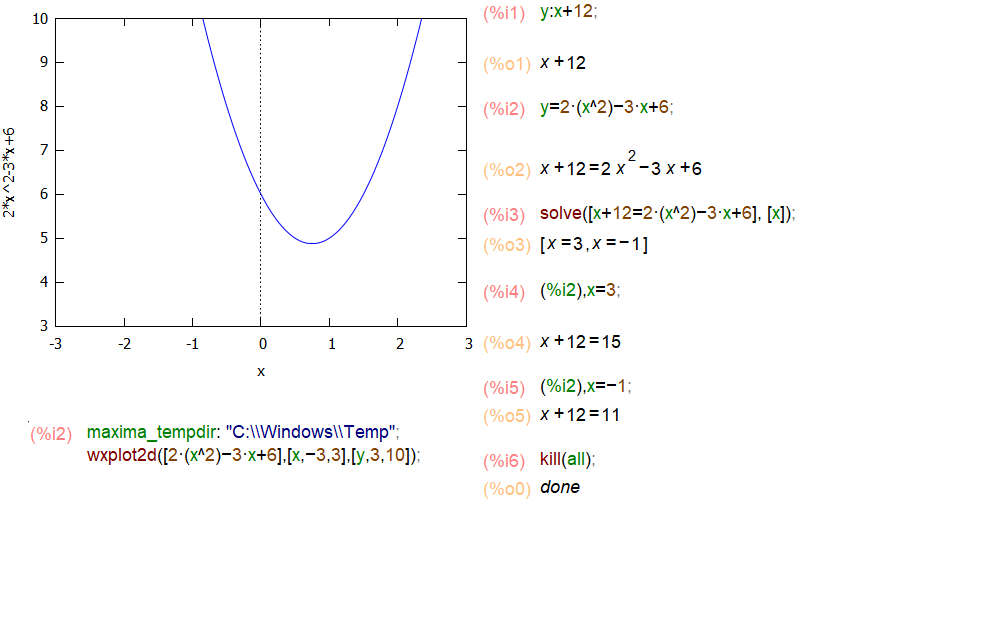 10
9
8
7
6
5
4
3
-3 -2 -1 0 1 2 3
x
2*x^2-3*x+6
(%i2) maxima_tempdir: "C:\\Windows\\Temp";
wxplot2d([2·(x^2)−3·x+6],[x,−3,3],[y,3,10]);
(%i1) y:x+12;
(%o1) x+12
(%i2) y=2·(x^2)−3·x+6;
(%o2) x+12=2 x² −3 x+6
(%i3) solve([x+12=2·(x^2)−3·x+6], [x]);
(%o3) [x=3,x=−1]
(%i4) (%i2),x=3;
(%o4) x+12=15
(%i5) (%i2),x=−1;
(%o5) x+12=11
(%i6) kill(all);
(%o0) done